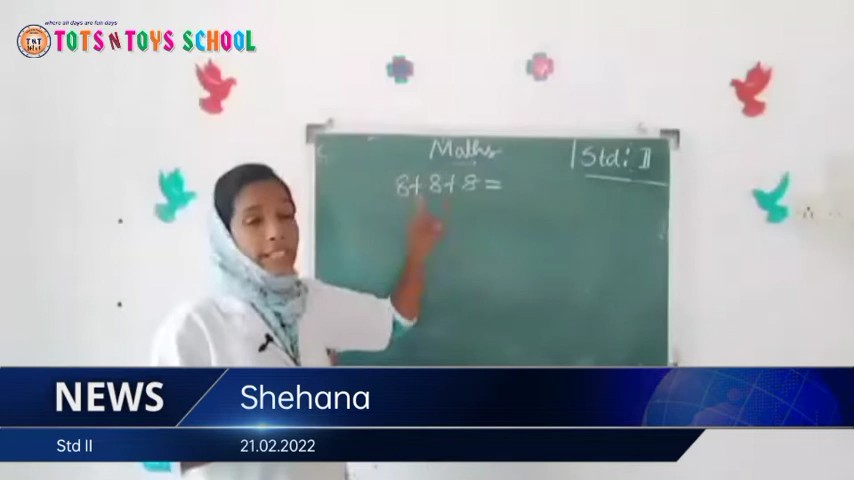 where all days are fun days
TOTS N TOYS SCHOOL
TNT
Maths
Std: II
8+8+8=
NEWS
Shehana
Std II
21.02.2022